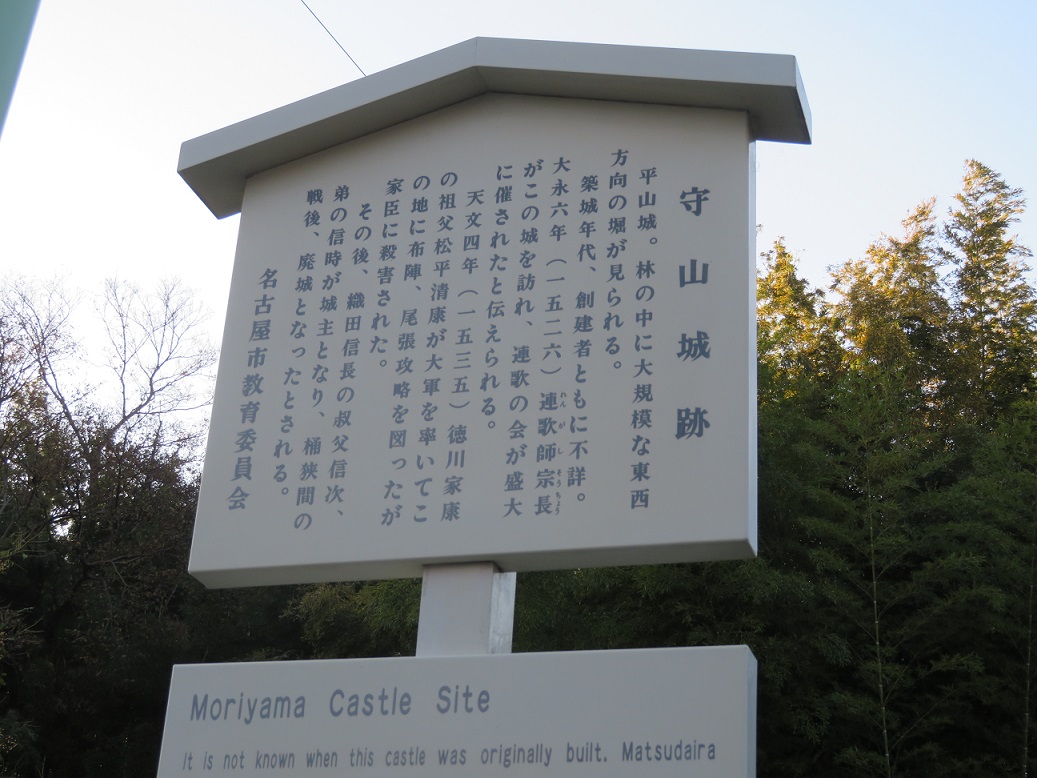 守山城跡
平山城。林の中に大規模な東西
方向の堀が見られる。
築城年代、創建者ともに不詳。
大永六年（一五二六）連歌師宗長
れんがし そうちょう
がこの城を訪れ、連歌の会が盛大
に催されたと伝えられる。
天文四年（一五三五）徳川家康
の祖父松平清康が大軍を率いてこ
の地に布陣、尾張攻略を図ったが
家臣に殺害された。
その後、織田信長の叔父信次、
弟の信時が城主となり、桶狭間の
戦後、廃城となったとされる。
名古屋市教育委員会
Moriyama Castle Site
It is not known when this castle was originally built. Matsudaira